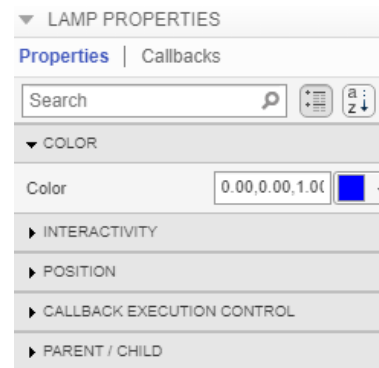 LAMP PROPERTIES
Properties | Callbacks
Search
a
z
COLOR
Color 0.00,0.00,1.00
INTERACTIVITY
POSITION
CALLBACK EXECUTION CONTROL
PARENT / CHILD